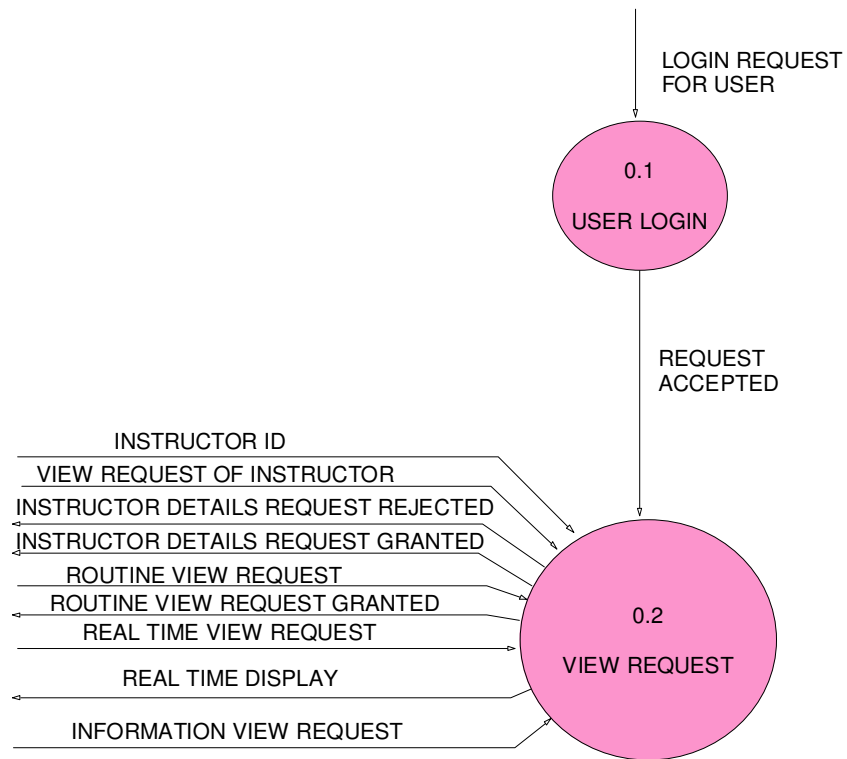 LOGIN REQUEST
FOR USER
0.1
USER LOGIN
REQUEST
ACCEPTED
INSTRUCTOR ID
VIEW REQUEST OF INSTRUCTOR
INSTRUCTOR DETAILS REQUEST REJECTED
INSTRUCTOR DETAILS REQUEST GRANTED
ROUTINE VIEW REQUEST
ROUTINE VIEW REQUEST GRANTED
REAL TIME VIEW REQUEST
REAL TIME DISPLAY
INFORMATION VIEW REQUEST
0.2
VIEW REQUEST